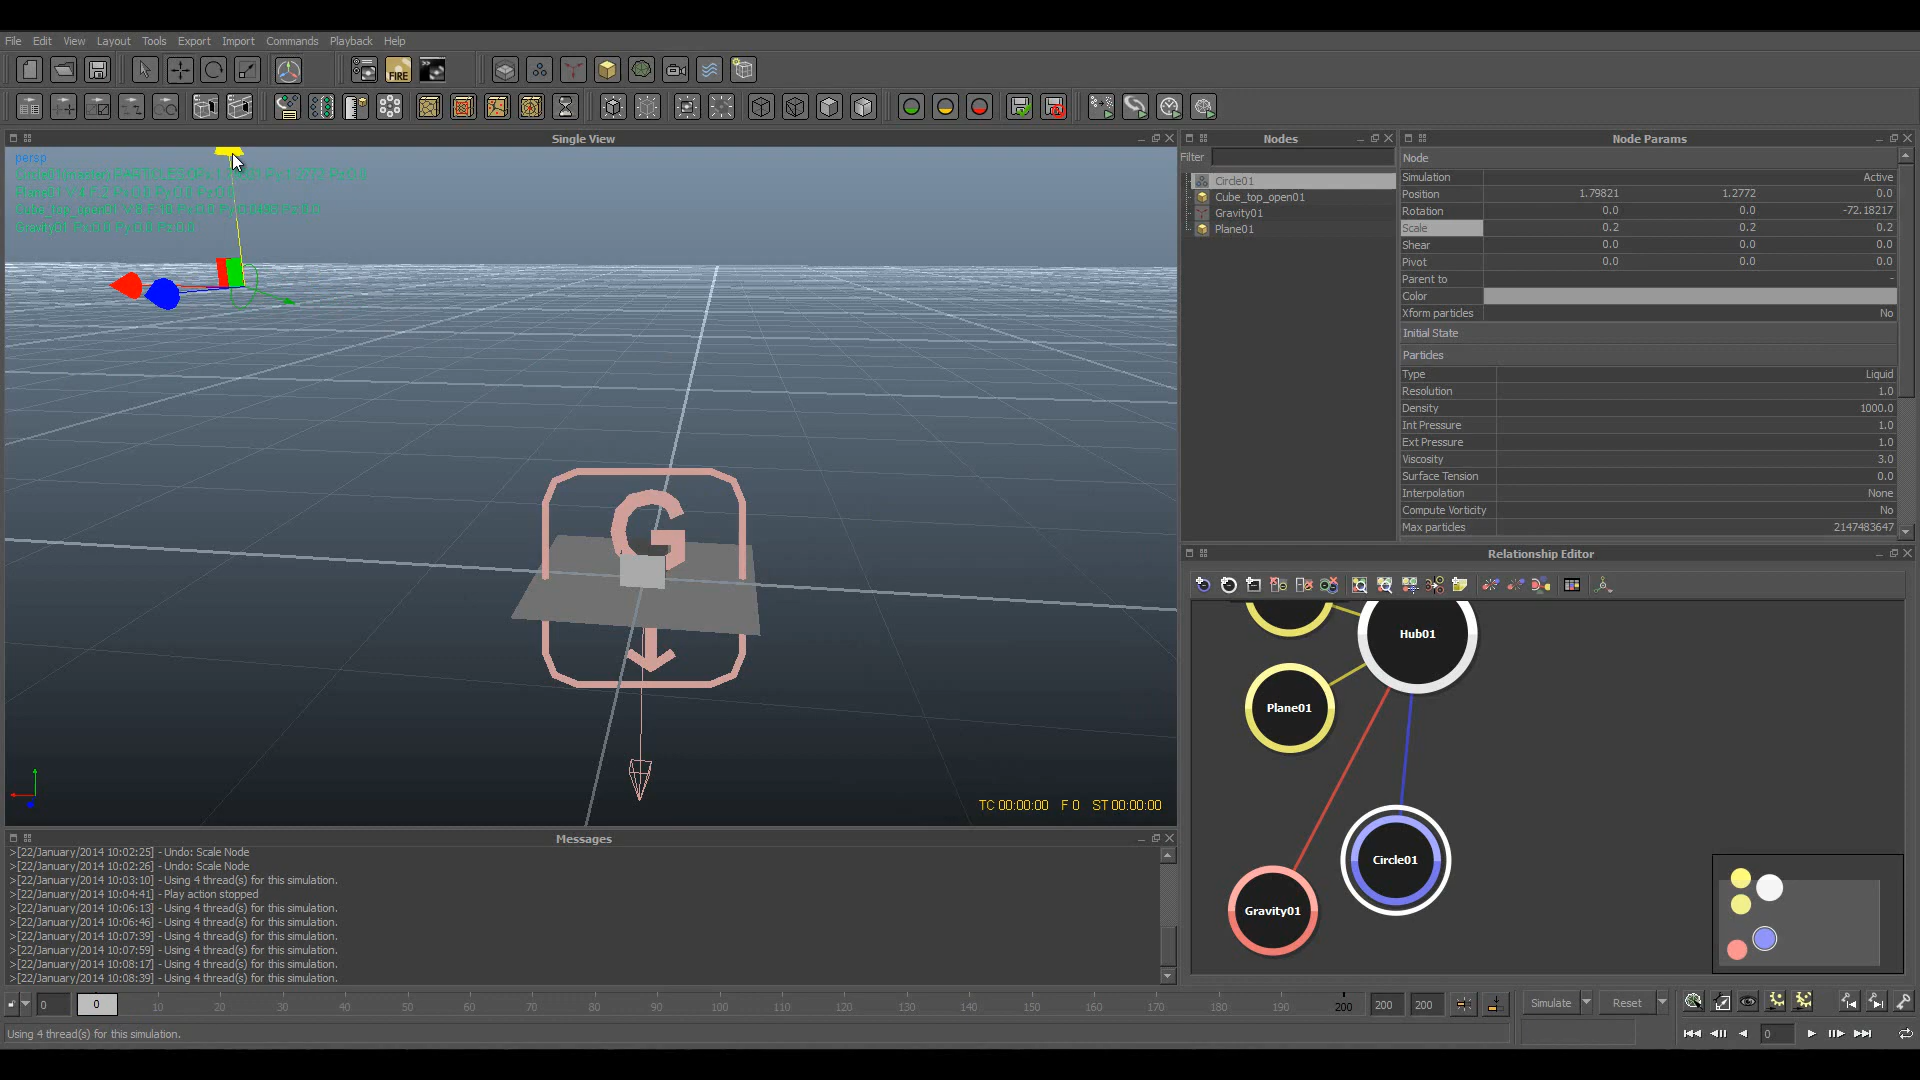 File Edit View Layout Tools Export Import Commands Playback Help
FIRE
Single View
Nodes
Node Params
persp
Filter
Circle01
Cube_top_open01
Gravity01
Plane01
Node
Simulation Active
Position 1.79821 1.2772 0.0
Rotation 0.0 0.0 -72.18217
Scale 0.2 0.2 0.2
Shear 0.0 0.0 0.0
Pivot 0.0 0.0 0.0
Parent to -
Color
Xform particles No
Initial State
Particles
Type Liquid
Resolution 1.0
Density 1000.0
Int Pressure 1.0
Ext Pressure 1.0
Viscosity 3.0
Surface Tension 0.0
Interpolation None
Compute Vorticity No
Max particles 2147483647
G
TC 00:00:00 F 0 ST 00:00:00
Relationship Editor
Hub01
Plane01
Circle01
Gravity01
Messages
>[22/January/2014 10:02:25] - Undo: Scale Node
>[22/January/2014 10:02:26] - Undo: Scale Node
>[22/January/2014 10:03:10] - Using 4 thread(s) for this simulation.
>[22/January/2014 10:04:41] - Play action stopped
>[22/January/2014 10:06:13] - Using 4 thread(s) for this simulation.
>[22/January/2014 10:06:46] - Using 4 thread(s) for this simulation.
>[22/January/2014 10:07:39] - Using 4 thread(s) for this simulation.
>[22/January/2014 10:07:59] - Using 4 thread(s) for this simulation.
>[22/January/2014 10:08:17] - Using 4 thread(s) for this simulation.
>[22/January/2014 10:08:39] - Using 4 thread(s) for this simulation.
0 0 10 20 30 40 50 60 70 80 90 100 110 120 130 140 150 160 170 180 190 200 200 200
Simulate Reset
Using 4 thread(s) for this simulation.
0